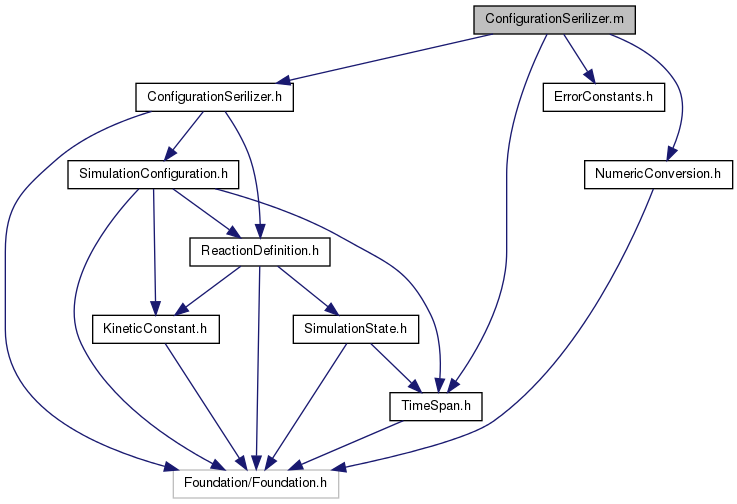 ConfigurationSerilizer.m
ConfigurationSerilizer.h
ErrorConstants.h
SimulationConfiguration.h
NumericConversion.h
ReactionDefinition.h
KineticConstant.h
SimulationState.h
TimeSpan.h
Foundation/Foundation.h